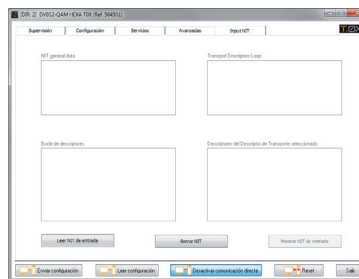 [DIR: 2] DVBS2-QAM HEXA TOX (Ref. 564501)
Supervisión Configuración Servicios Avanzadas Input NIT
NIT general data Transport Descriptors Loop
Bucle de descriptores Descriptores del Descriptor de Transporte seleccionado
Leer NIT de entrada Borrar NIT Mostrar NIT de entrada
Enviar configuración Leer configuración Desactivar comunicación directa Reset Salir